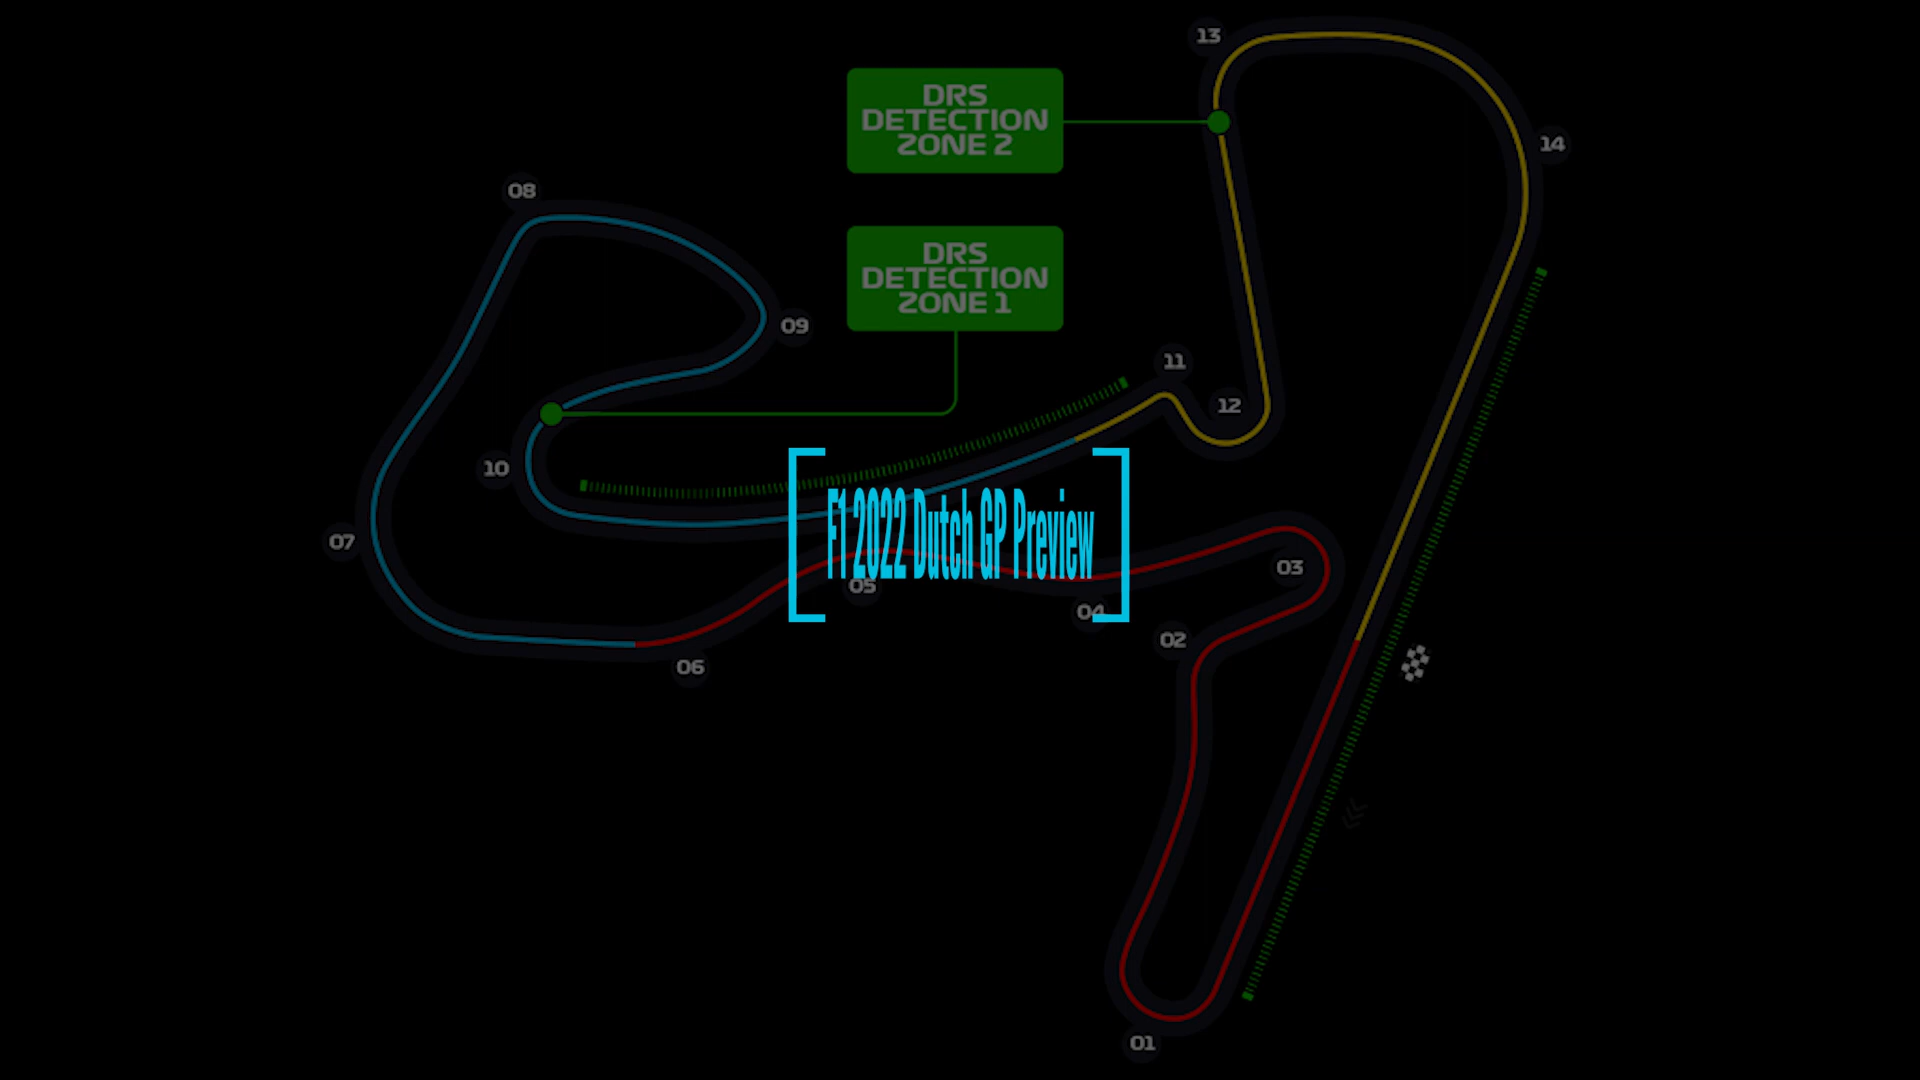 13
DRS
DETECTION
ZONE 2
14
08
DRS
DETECTION
ZONE 1
09
11
12
10
F1 2022 Dutch GP Preview
07
03
05
04
02
06
01